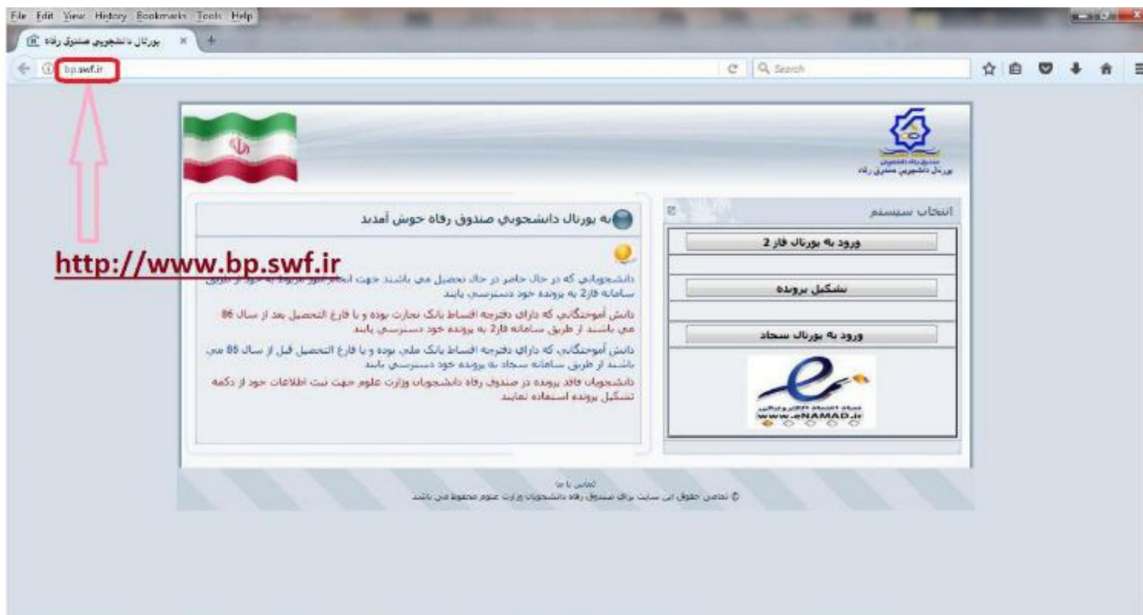 File Edit View History Bookmarks Tools Help
پورتال دانشجویی صندوق رفاه
bp.swf.ir
Search
صندوق رفاه دانشجویان
پورتال دانشجویی صندوق رفاه
انتخاب سیستم
ورود به پورتال فاز 2
تشکیل پرونده
ورود به پورتال سجاد
www.eNAMAD.ir
به پورتال دانشجویی صندوق رفاه خوش آمدید
http://www.bp.swf.ir
دانشجویانی که در حال حاضر در حال تحصیل می باشند جهت انجام امور مربوط به خود از طریق
سامانه فاز2 به پرونده خود دسترسی یابند
دانش آموختگانی که دارای دفترچه اقساط بانک تجارت بوده و یا فارغ التحصیل بعد از سال 86
می باشند از طریق سامانه فاز2 به پرونده خود دسترسی یابند
دانش آموختگانی که دارای دفترچه اقساط بانک ملی بوده و یا فارغ التحصیل قبل از سال 86 می
باشند از طریق سامانه سجاد به پرونده خود دسترسی یابند
دانشجویان فاقد پرونده در صندوق رفاه دانشجویان وزارت علوم جهت ثبت اطلاعات خود از دکمه
تشکیل پرونده استفاده نمایند
تماس با ما
© تمامی حقوق این سایت برای صندوق رفاه دانشجویان وزارت علوم محفوظ می باشد